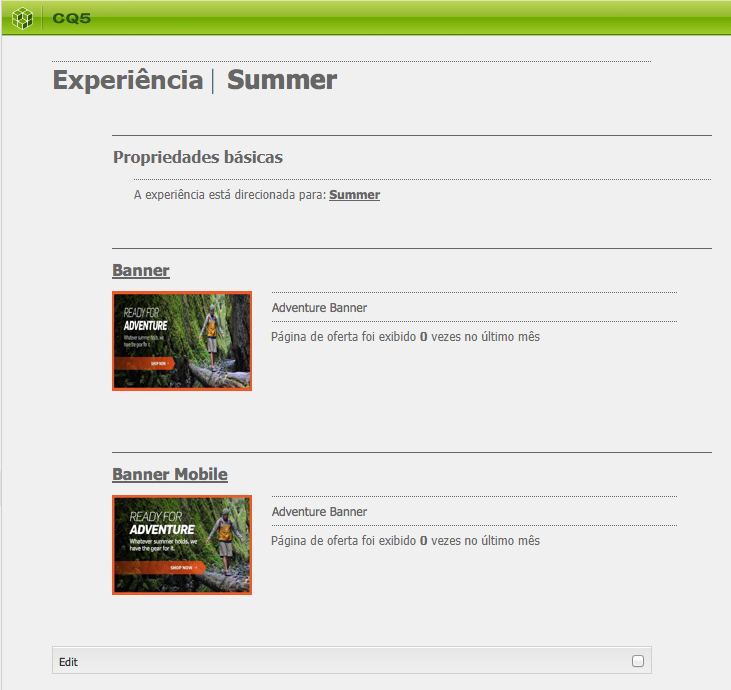 CQ5
Experiência | Summer
Propriedades básicas
A experiência está direcionada para: Summer
Banner
READY FOR
ADVENTURE
Whatever summer holds, we
have the gear for it.
SHOP NOW
Adventure Banner
Página de oferta foi exibido 0 vezes no último mês
Banner Mobile
READY FOR
ADVENTURE
Whatever summer holds, we
have the gear for it.
SHOP NOW
Adventure Banner
Página de oferta foi exibido 0 vezes no último mês
Edit